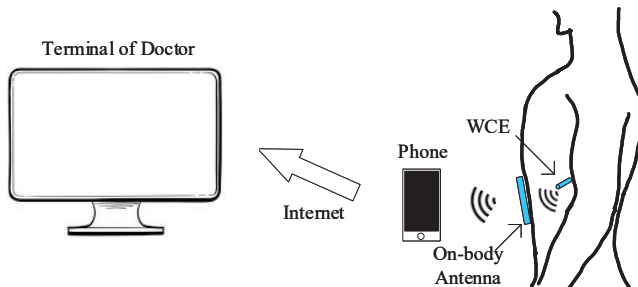 Terminal of Doctor
WCE
Phone
Internet
On-body
Antenna